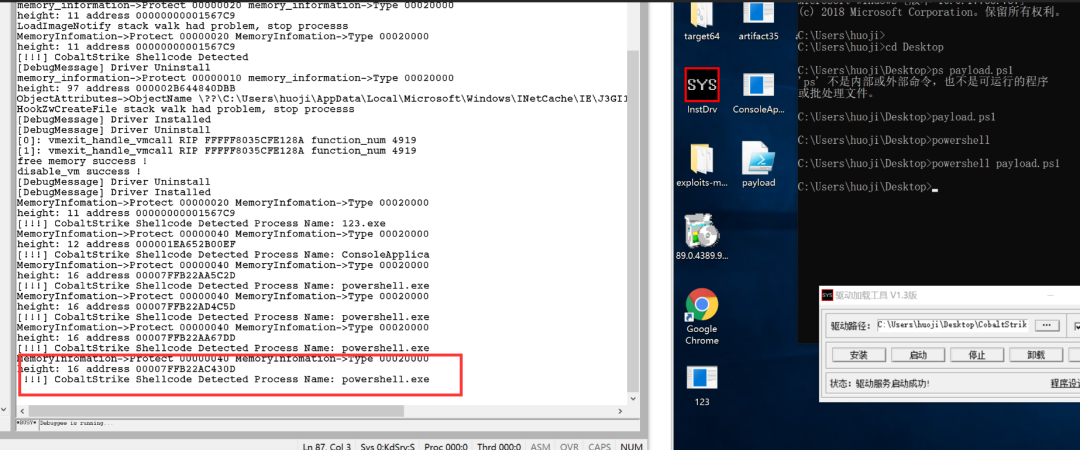 memory_information->Protect 00000020 memory_information->Type 00020000
height: 11 address 00000000001567C9
LoadImageNotify stack walk had problem, stop processs
MemoryInfomation->Protect 00000020 MemoryInfomation->Type 00020000
height: 11 address 00000000001567C9
[!!!] CobaltStrike Shellcode Detected
[DebugMessage] Driver Uninstall
memory_information->Protect 00000010 memory_information->Type 00020000
height: 97 address 000002B644840DBB
ObjectAttributes->ObjectName \??\C:\Users\huoji\AppData\Local\Microsoft\Windows\INetCache\IE\J3GI1
HookZwCreateFile stack walk had problem, stop processs
[DebugMessage] Driver Installed
[DebugMessage] Driver Uninstall
[0]: vmexit_handle_vmcall RIP FFFFF8035CFE128A function_num 4919
[1]: vmexit_handle_vmcall RIP FFFFF8035CFE128A function_num 4919
free memory success !
disable_vm success !
[DebugMessage] Driver Uninstall
[DebugMessage] Driver Installed
MemoryInfomation->Protect 00000020 MemoryInfomation->Type 00020000
height: 11 address 00000000001567C9
[!!!] CobaltStrike Shellcode Detected Process Name: 123.exe
MemoryInfomation->Protect 00000040 MemoryInfomation->Type 00020000
height: 12 address 000001EA652B00EF
[!!!] CobaltStrike Shellcode Detected Process Name: ConsoleApplica
MemoryInfomation->Protect 00000040 MemoryInfomation->Type 00020000
height: 16 address 00007FFB22AA5C2D
[!!!] CobaltStrike Shellcode Detected Process Name: powershell.exe
MemoryInfomation->Protect 00000040 MemoryInfomation->Type 00020000
height: 16 address 00007FFB22AD4C5D
[!!!] CobaltStrike Shellcode Detected Process Name: powershell.exe
MemoryInfomation->Protect 00000040 MemoryInfomation->Type 00020000
height: 16 address 00007FFB22AA67DD
[!!!] CobaltStrike Shellcode Detected Process Name: powershell.exe
MemoryInfomation->Protect 00000040 MemoryInfomation->Type 00020000
height: 16 address 00007FFB22AC430D
[!!!] CobaltStrike Shellcode Detected Process Name: powershell.exe
*BUSY* Debuggee is running...
Ln 87, Col 3 Sys 0:KdSrv:S Proc 000:0 Thrd 000:0 ASM OVR CAPS NUM
target64
artifact35
SYS
InstDrv
ConsoleAp...
exploits-m...
payload
89.0.4389.9...
Google
Chrome
123
(c) 2018 Microsoft Corporation。保留所有权利。
C:\Users\huoji>
C:\Users\huoji>cd Desktop
C:\Users\huoji\Desktop>ps payload.ps1
'ps' 不是内部或外部命令，也不是可运行的程序
或批处理文件。
C:\Users\huoji\Desktop>payload.ps1
C:\Users\huoji\Desktop>powershell
C:\Users\huoji\Desktop>powershell payload.ps1
C:\Users\huoji\Desktop>
SYS 驱动加载工具 V1.3版
驱动路径: C:\Users\huoji\Desktop\CobaltStrik ...
安装 启动 停止 卸载
状态: 驱动服务启动成功! 程序设